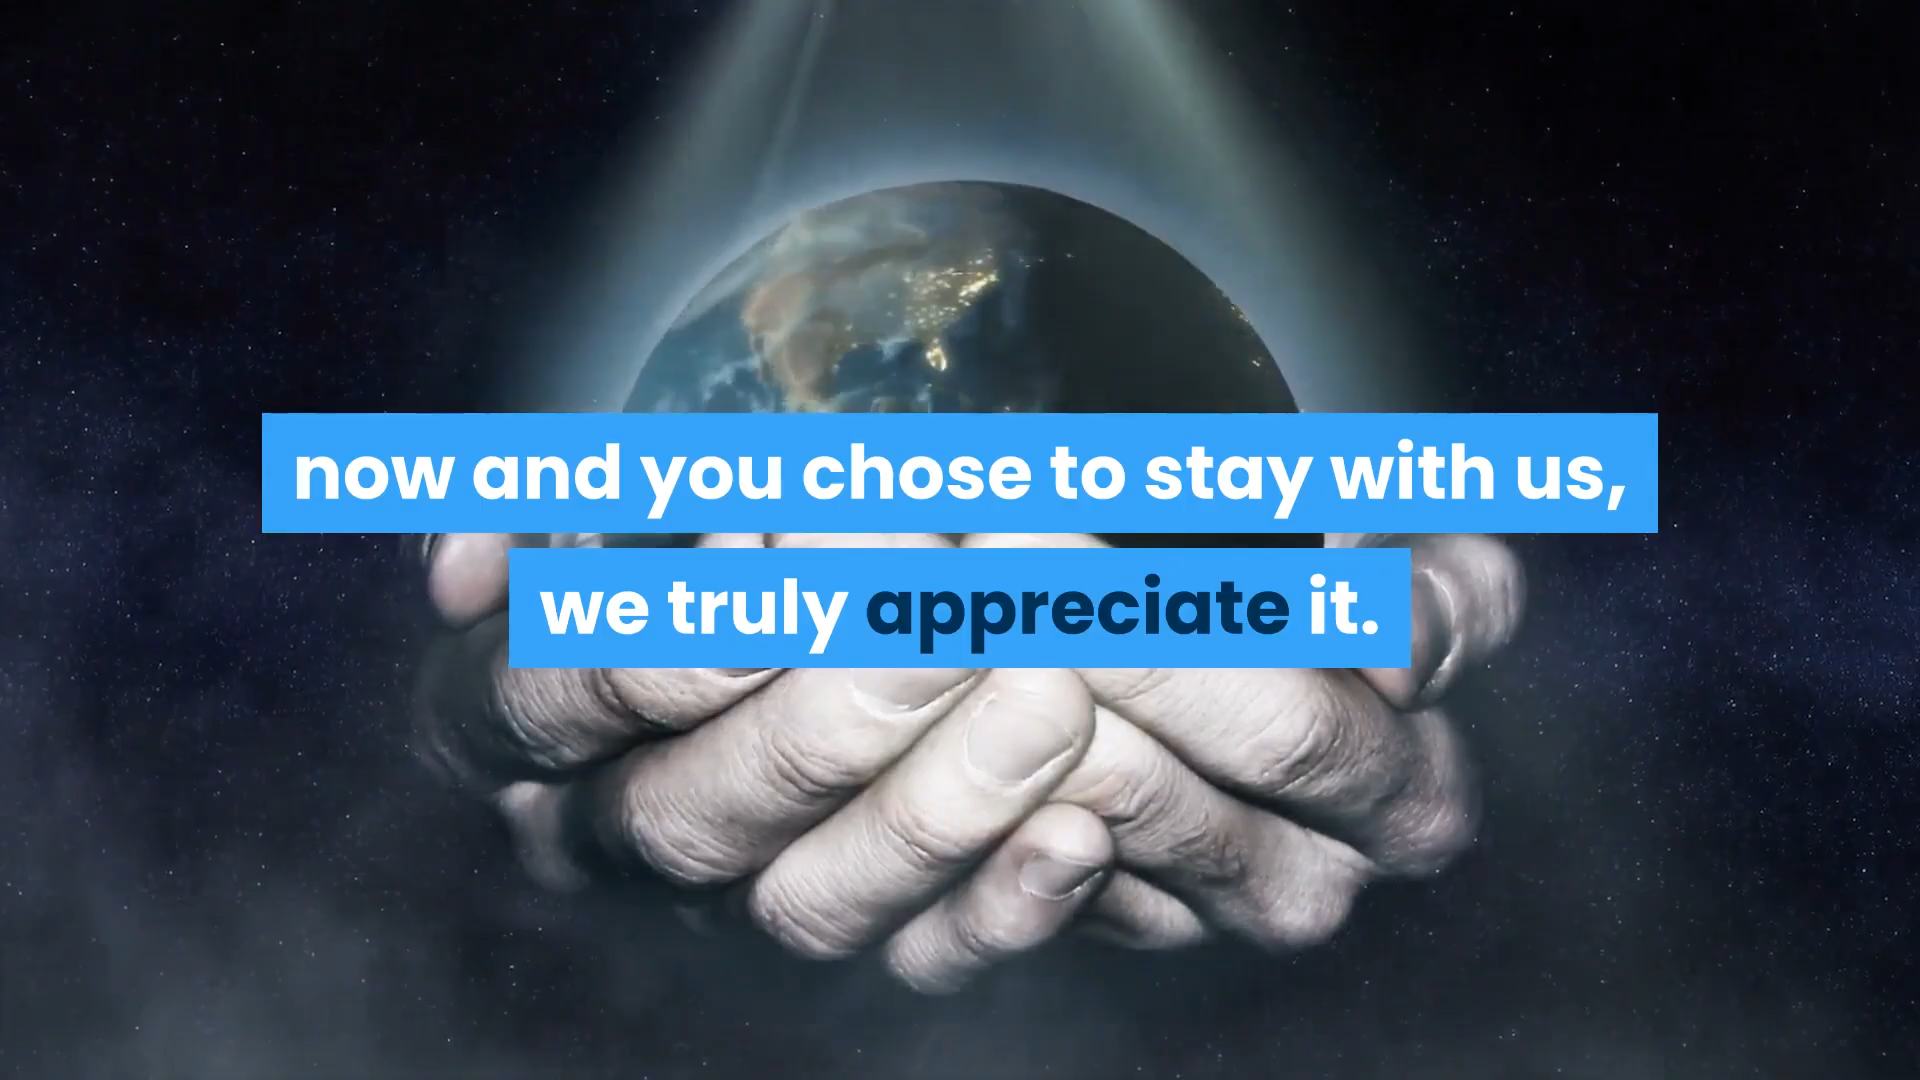 now and you chose to stay with us,
we truly appreciate it.